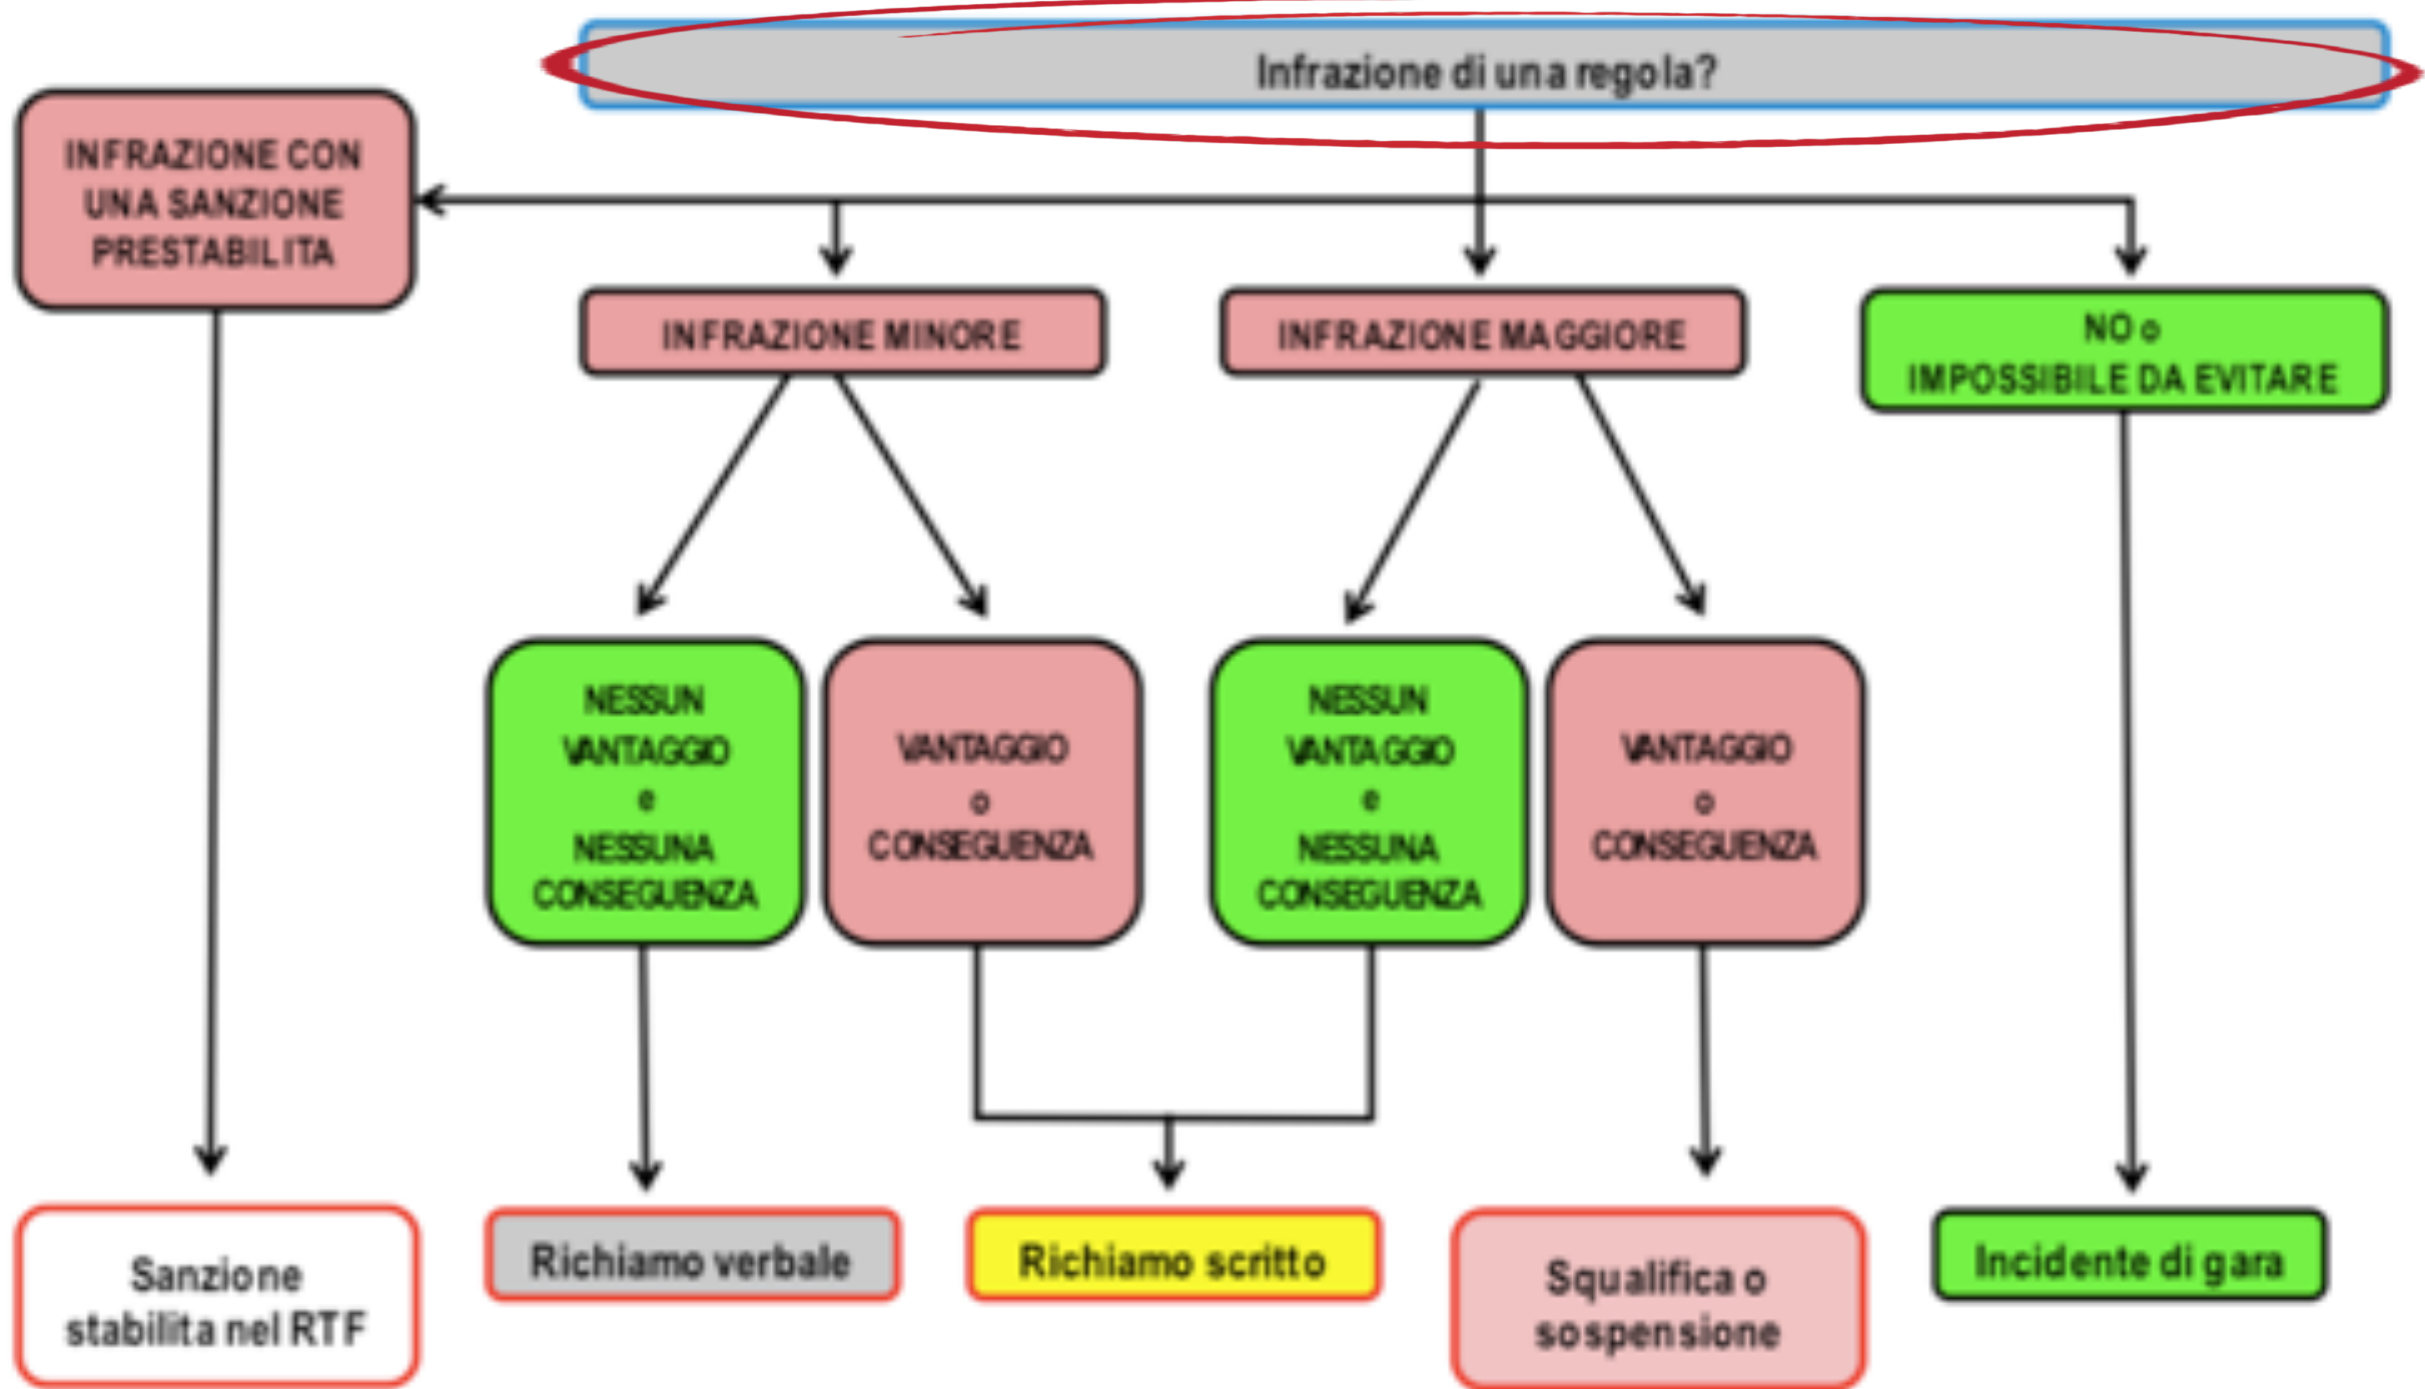 Infrazione di una regola?
INFRAZIONE CON
UNA SANZIONE
PRESTABILITA
INFRAZIONE MINORE
INFRAZIONE MAGGIORE
NO o
IMPOSSIBILE DA EVITARE
NESSUN
VANTAGGIO
e
NESSUNA
CONSEGUENZA
VANTAGGIO
o
CONSEGUENZA
NESSUN
VANTAGGIO
e
NESSUNA
CONSEGUENZA
VANTAGGIO
o
CONSEGUENZA
Sanzione
stabilita nel RTF
Richiamo verbale
Richiamo scritto
Squalifica o
sospensione
Incidente di gara